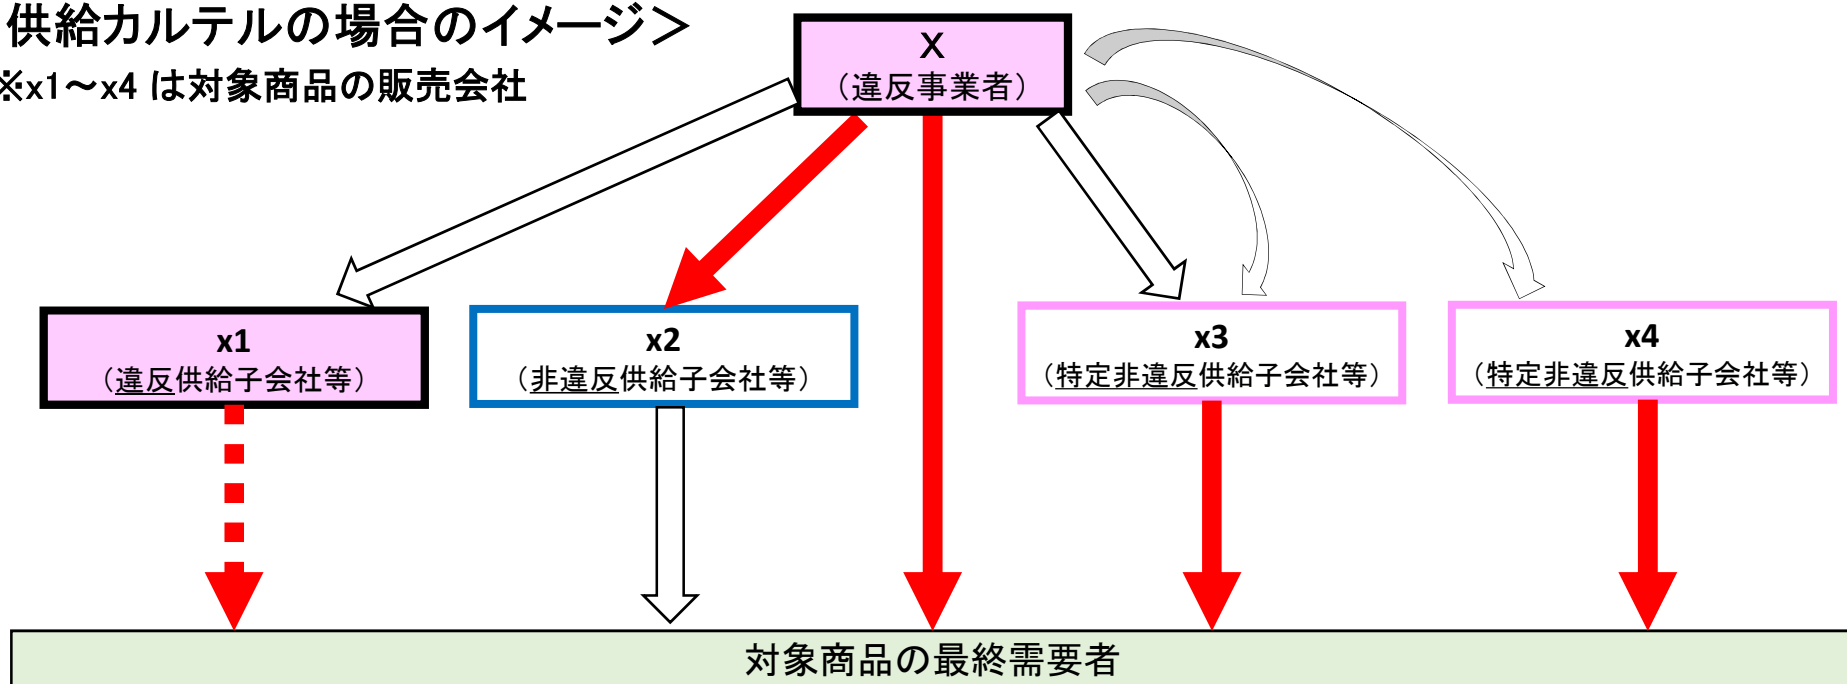 供給カルテルの場合のイメージ＞
※x1～x4 は対象商品の販売会社
X
（違反事業者）
x1
（違反供給子会社等）
x2
（非違反供給子会社等）
x3
（特定非違反供給子会社等）
x4
（特定非違反供給子会社等）
対象商品の最終需要者